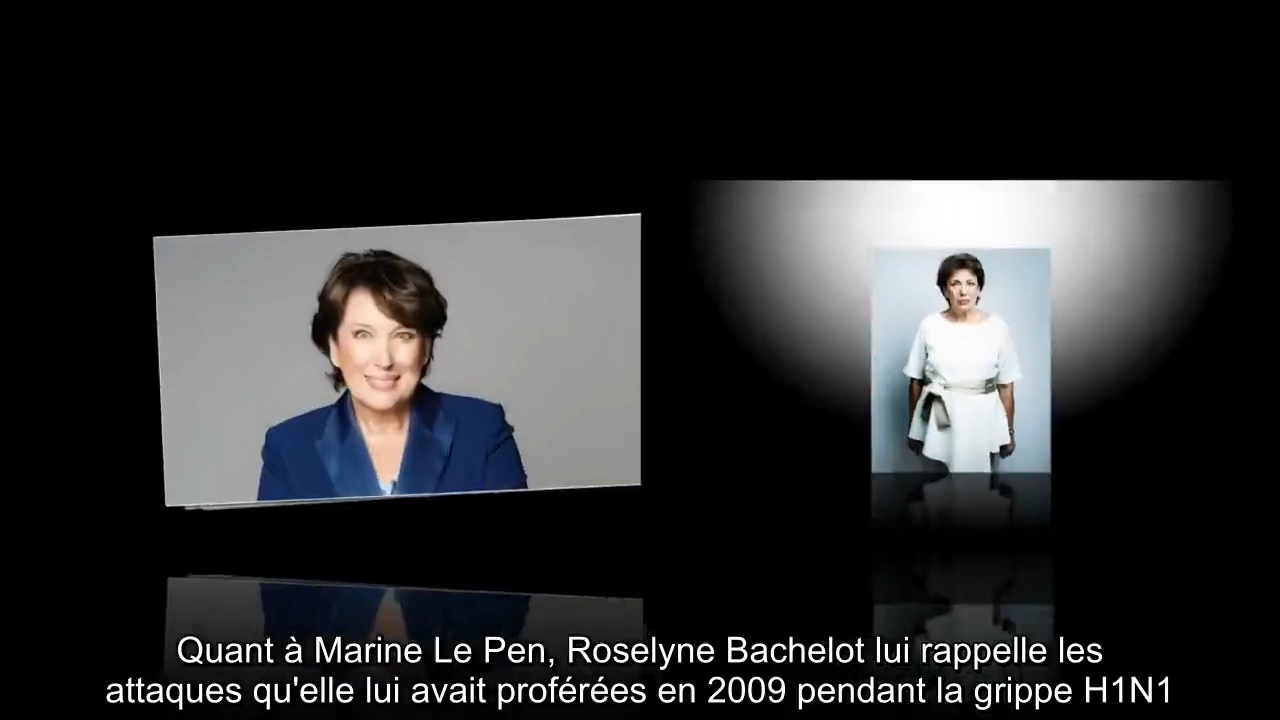 Quant à Marine Le Pen, Roselyne Bachelot lui rappelle les
attaques qu'elle lui avait proférées en 2009 pendant la grippe H1N1